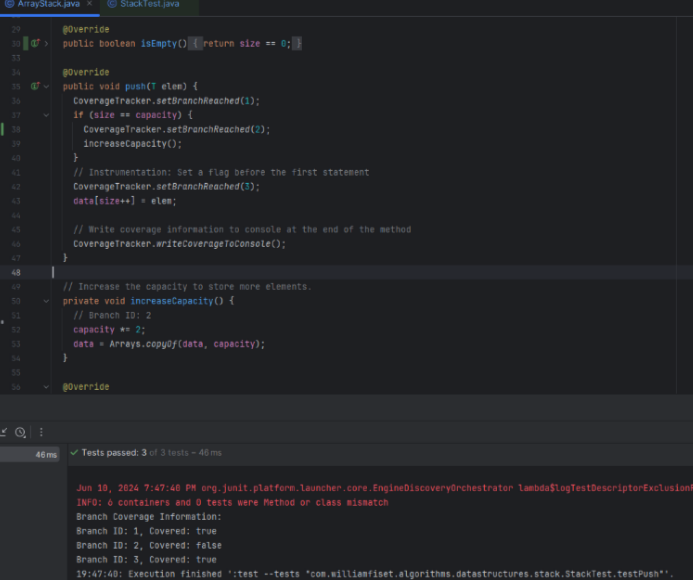 ArrayStack.java × StackTest.java
29 @Override
30 public boolean isEmpty() { return size == 0; }
33
34 @Override
35 public void push(T elem) {
36 CoverageTracker.setBranchReached(1);
37 if (size == capacity) {
38 CoverageTracker.setBranchReached(2);
39 increaseCapacity();
40 }
41 // Instrumentation: Set a flag before the first statement
42 CoverageTracker.setBranchReached(3);
43 data[size++] = elem;
44
45 // Write coverage information to console at the end of the method
46 CoverageTracker.writeCoverageToConsole();
47 }
48
49 // Increase the capacity to store more elements.
50 private void increaseCapacity() {
51 // Branch ID: 2
52 capacity *= 2;
53 data = Arrays.copyOf(data, capacity);
54 }
55
56 @Override
46 ms
Tests passed: 3 of 3 tests – 46 ms
Jun 10, 2024 7:47:40 PM org.junit.platform.launcher.core.EngineDiscoveryOrchestrator lambda$logTestDescriptorExclusion
INFO: 6 containers and 0 tests were Method or class mismatch
Branch Coverage Information:
Branch ID: 1, Covered: true
Branch ID: 2, Covered: false
Branch ID: 3, Covered: true
19:47:40: Execution finished ':test --tests "com.williamfiset.algorithms.datastructures.stack.StackTest.testPush"'.